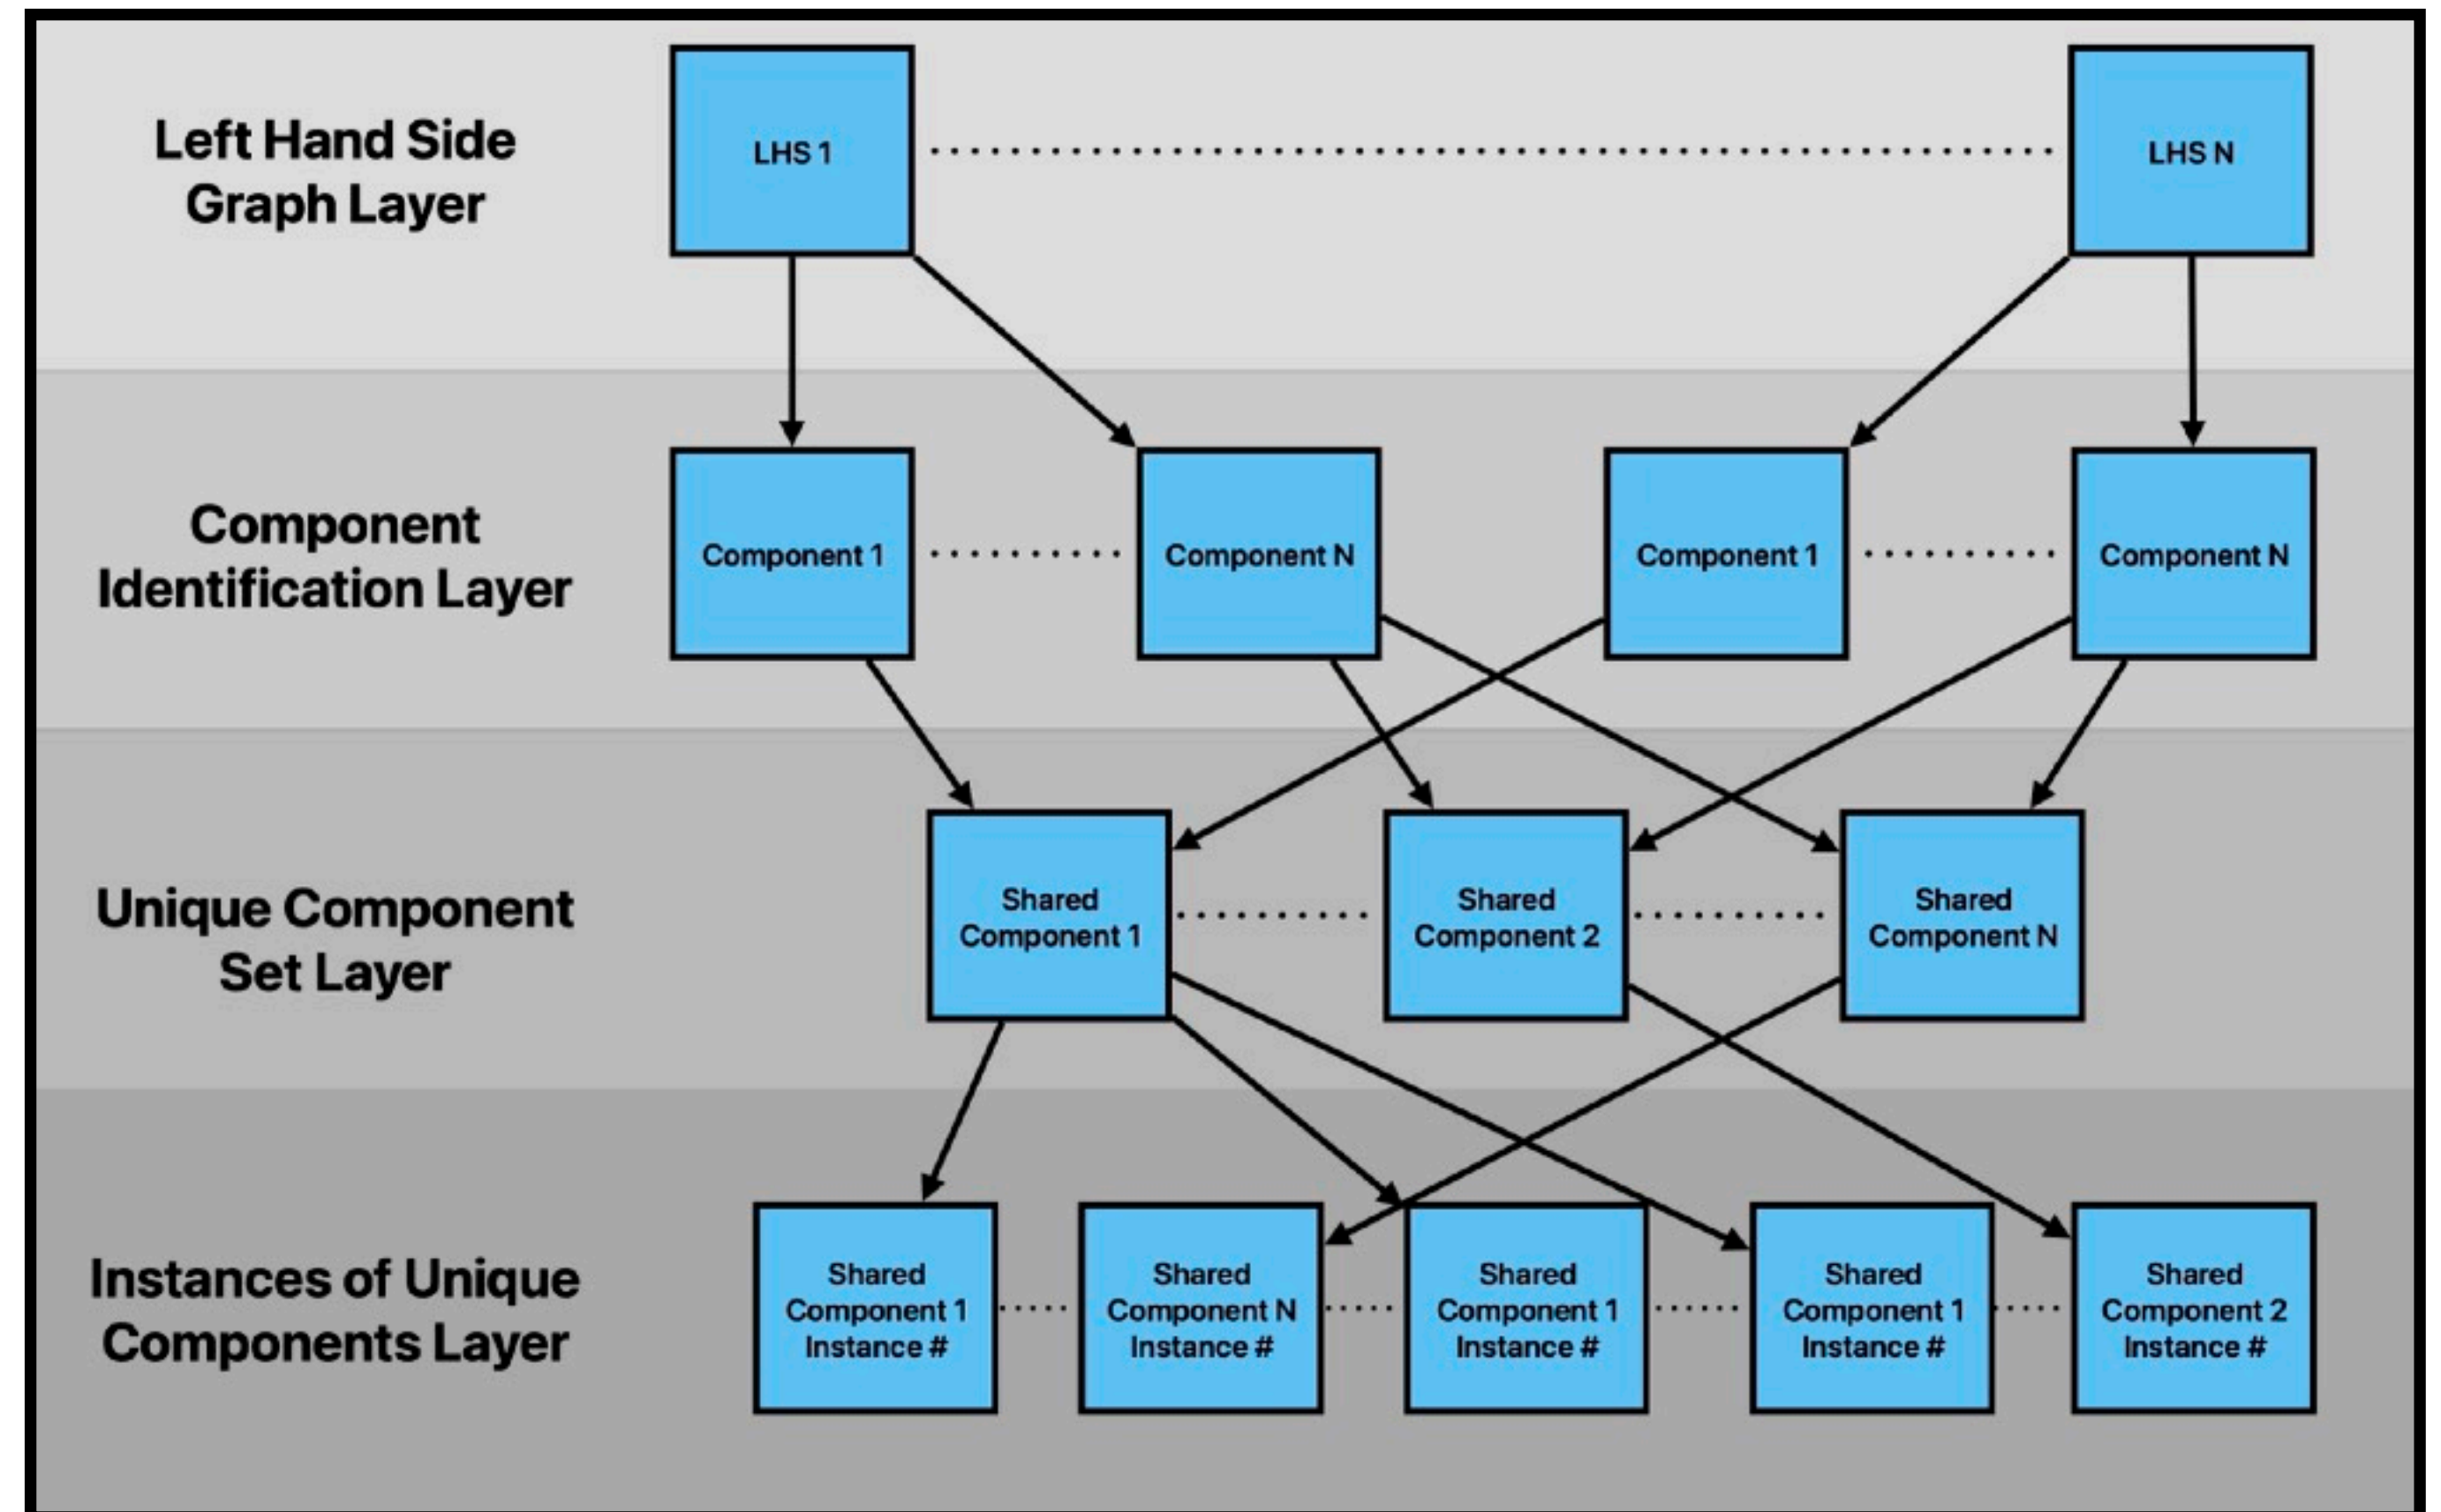 Left Hand Side
Graph Layer
LHS 1
LHS N
Component
Identification Layer
Component 1
Component N
Component 1
Component N
Unique Component
Set Layer
Shared
Component 1
Shared
Component 2
Shared
Component N
Instances of Unique
Components Layer
Shared
Component 1
Instance #
Shared
Component N
Instance #
Shared
Component 1
Instance #
Shared
Component 1
Instance #
Shared
Component 2
Instance #